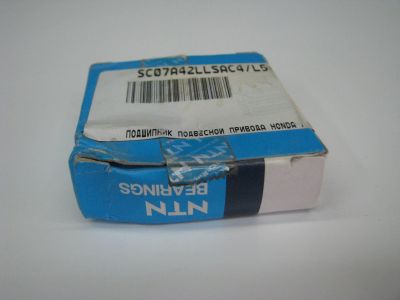 SC07A42LLSAC4/L5
ПОДШИПНИК ПОДВЕСНОЙ ПРИВОДА HONDA
NTN
BEARINGS